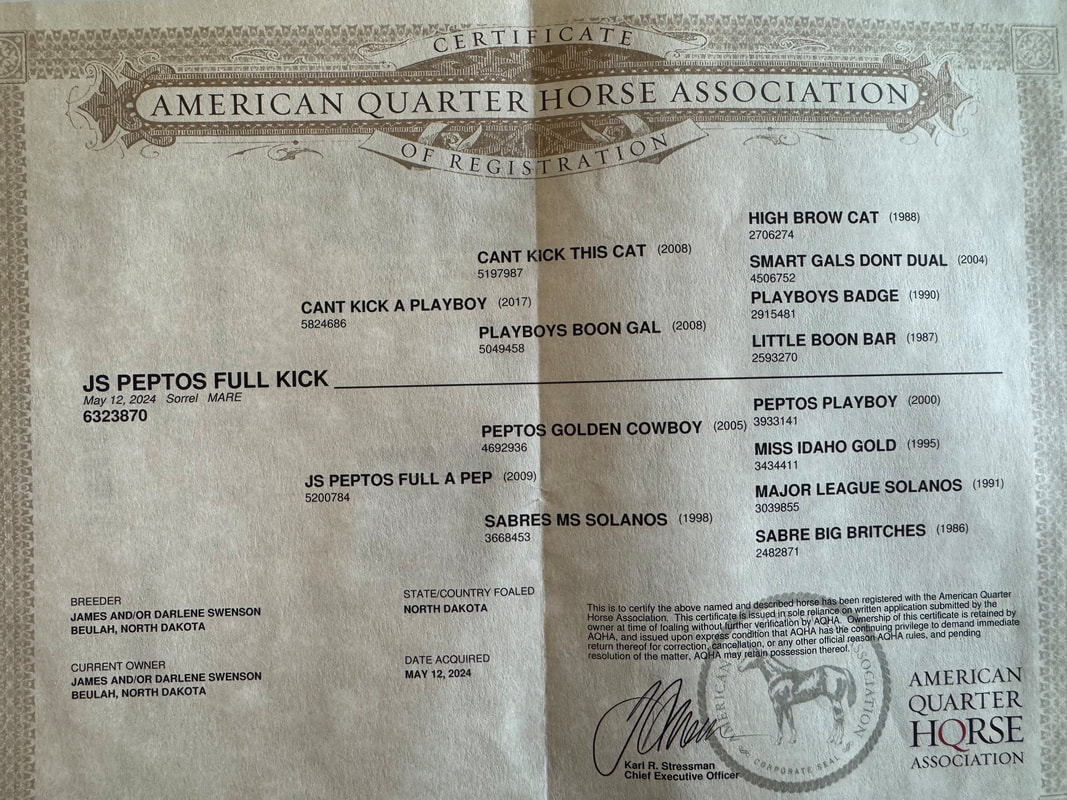 CERTIFICATE
AMERICAN QUARTER HORSE ASSOCIATION
OF REGISTRATION
HIGH BROW CAT (1988)
2706274
CANT KICK THIS CAT (2008)
5197987
SMART GALS DONT DUAL (2004)
4506752
CANT KICK A PLAYBOY (2017)
5824686
PLAYBOYS BADGE (1990)
2915481
PLAYBOYS BOON GAL (2008)
5049458
LITTLE BOON BAR (1987)
2593270
JS PEPTOS FULL KICK
May 12, 2024 Sorrel MARE
6323870
PEPTOS PLAYBOY (2000)
3933141
PEPTOS GOLDEN COWBOY (2005)
4692936
MISS IDAHO GOLD (1995)
3434411
JS PEPTOS FULL A PEP (2009)
5200784
MAJOR LEAGUE SOLANOS (1991)
3039855
SABRES MS SOLANOS (1998)
3668453
SABRE BIG BRITCHES (1986)
2482871
BREEDER
JAMES AND/OR DARLENE SWENSON
BEULAH, NORTH DAKOTA
STATE/COUNTRY FOALED
NORTH DAKOTA
CURRENT OWNER
JAMES AND/OR DARLENE SWENSON
BEULAH, NORTH DAKOTA
DATE ACQUIRED
MAY 12, 2024
This is to certify the above named and described horse has been registered with the American Quarter
Horse Association. This certificate is issued in sole reliance on written application submitted by the
owner at time of foaling without further verification by AQHA. Ownership of this certificate is retained by
AQHA, and issued upon express condition that AQHA has the continuing privilege to demand immediate
return thereof for correction, cancellation, or any other official reason AQHA rules, and pending
resolution of the matter, AQHA may retain possession thereof.
Karl R. Stressman
Chief Executive Officer
AMERICAN
ASSOCIATION
CORPORATE SEAL
AMERICAN
QUARTER
HORSE
ASSOCIATION